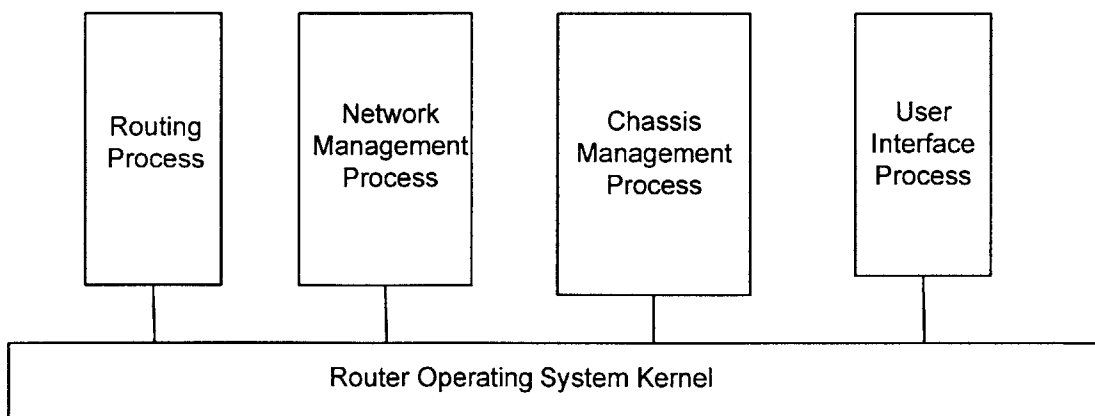 Routing
Process
Network
Management
Process
Chassis
Management
Process
User
Interface
Process
Router Operating System Kernel